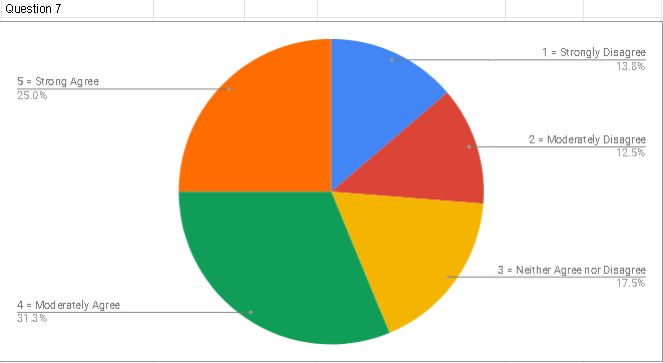 Question 7
1 = Strongly Disagree
13.8%
5 = Strong Agree
25.0%
2 = Moderately Disagree
12.5%
3 = Neither Agree nor Disagree
17.5%
4 = Moderately Agree
31.3%